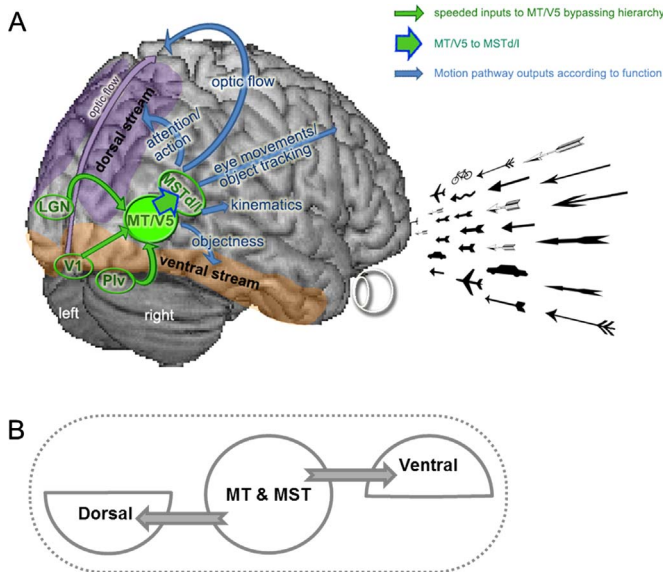 A
speeded inputs to MT/V5 bypassing hierarchy
MT/V5 to MSTd/l
Motion pathway outputs according to function
optic flow
dorsal stream
attention/
action
optic flow
eye movements/
object tracking
LGN
MSTd/l
MT/V5
kinematics
objectness
V1
Plv
ventral stream
left
right
B
Dorsal
MT & MST
Ventral